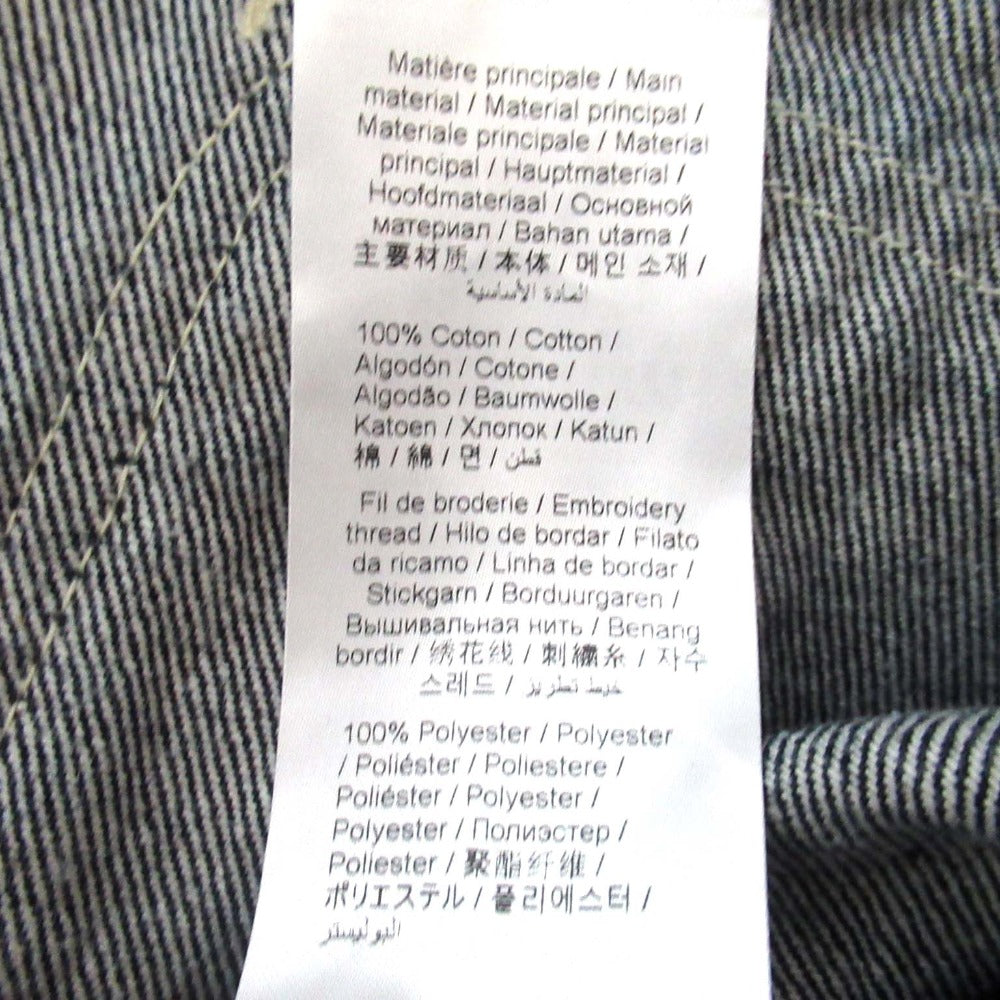 Matière principale / Main
material / Material principal /
Materiale principale / Material
principal / Hauptmaterial /
Hoofdmateriaal / Основной
материал / Bahan utama /
主要材质 / 本体 / 메인 소재 /
المادة الأساسية
100% Coton / Cotton /
Algodón / Cotone /
Algodão / Baumwolle /
Katoen / Хлопок / Katun /
棉 / 綿 / 면 / قطن
Fil de broderie / Embroidery
thread / Hilo de bordar / Filato
da ricamo / Linha de bordar /
Stickgarn / Borduurgaren /
Вышивальная нить / Benang
bordir / 绣花线 / 刺繍糸 / 자수
스레드 / خيط تطريز
100% Polyester / Polyester
/ Poliéster / Poliestere /
Poliéster / Polyester /
Polyester / Полиэстер /
Poliester / 聚酯纤维 /
ポリエステル / 폴리에스터 /
البوليستر